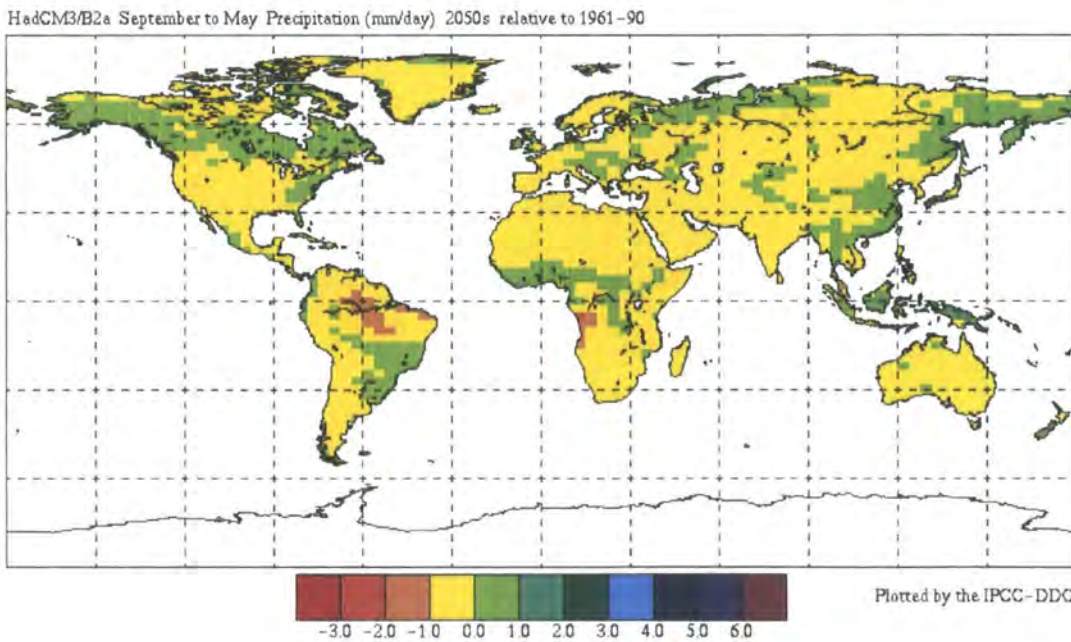 HadCM3/B2a September to May Precipitation (mm/day) 2050s relative to 1961-90
Plotted by the IPCC-DDC
-3.0 -2.0 -1.0 0.0 1.0 2.0 3.0 4.0 5.0 6.0